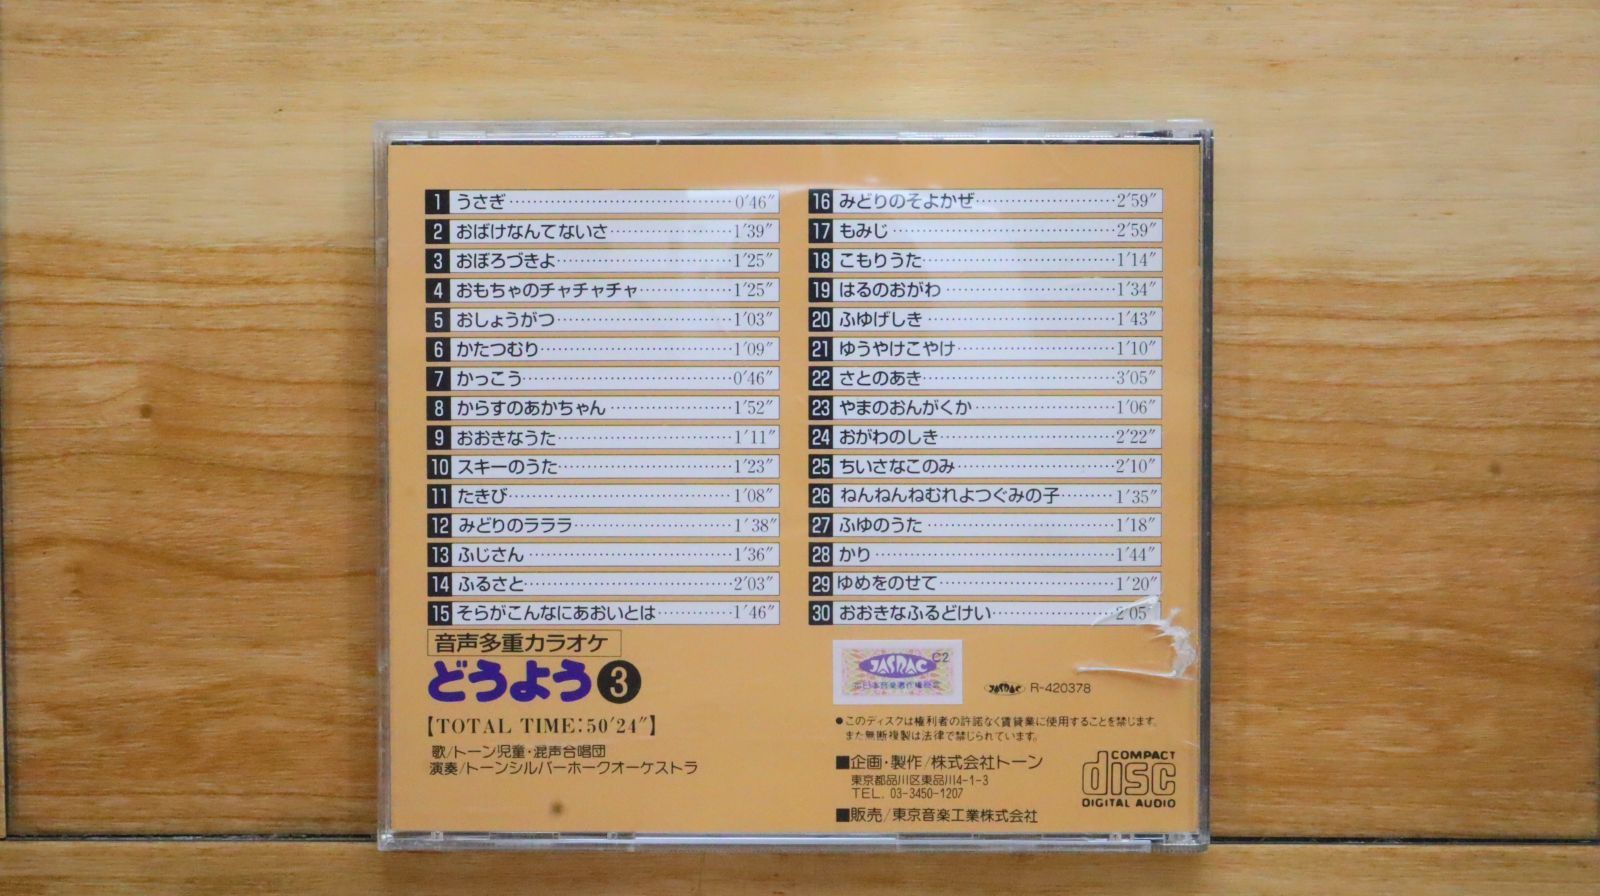 1 うさぎ 0'46"
2 おばけなんてないさ 1'39"
3 おぼろづきよ 1'25"
4 おもちゃのチャチャチャ 1'25"
5 おしょうがつ 1'03"
6 かたつむり 1'09"
7 かっこう 0'46"
8 からすのあかちゃん 1'52"
9 おおきなうた 1'11"
10 スキーのうた 1'23"
11 たきび 1'08"
12 みどりのラララ 1'38"
13 ふじさん 1'36"
14 ふるさと 2'03"
15 そらがこんなにあおいとは 1'46"
16 みどりのそよかぜ 2'59"
17 もみじ 2'59"
18 こもりうた 1'14"
19 はるのおがわ 1'34"
20 ふゆげしき 1'43"
21 ゆうやけこやけ 1'10"
22 さとのあき 3'05"
23 やまのおんがくか 1'06"
24 おがわのしき 2'22"
25 ちいさなこのみ 2'10"
26 ねんねんねむれよつぐみの子 1'35"
27 ふゆのうた 1'18"
28 かり 1'44"
29 ゆめをのせて 1'20"
30 おおきなふるどけい 2'05"
音声多重カラオケ
どうよう3
【TOTAL TIME:50'24"】
歌/トーン児童・混声合唱団
演奏/トーンシルバーホークオーケストラ
JASRAC C2
日本音楽著作権協会
JASRAC R-420378
●このディスクは権利者の許諾なく賃貸業に使用することを禁じます。
また無断複製は法律で禁じられています。
■企画・製作/株式会社トーン
東京都品川区東品川4-1-3
TEL. 03-3450-1207
■販売/東京音楽工業株式会社
COMPACT
disc
DIGITAL AUDIO